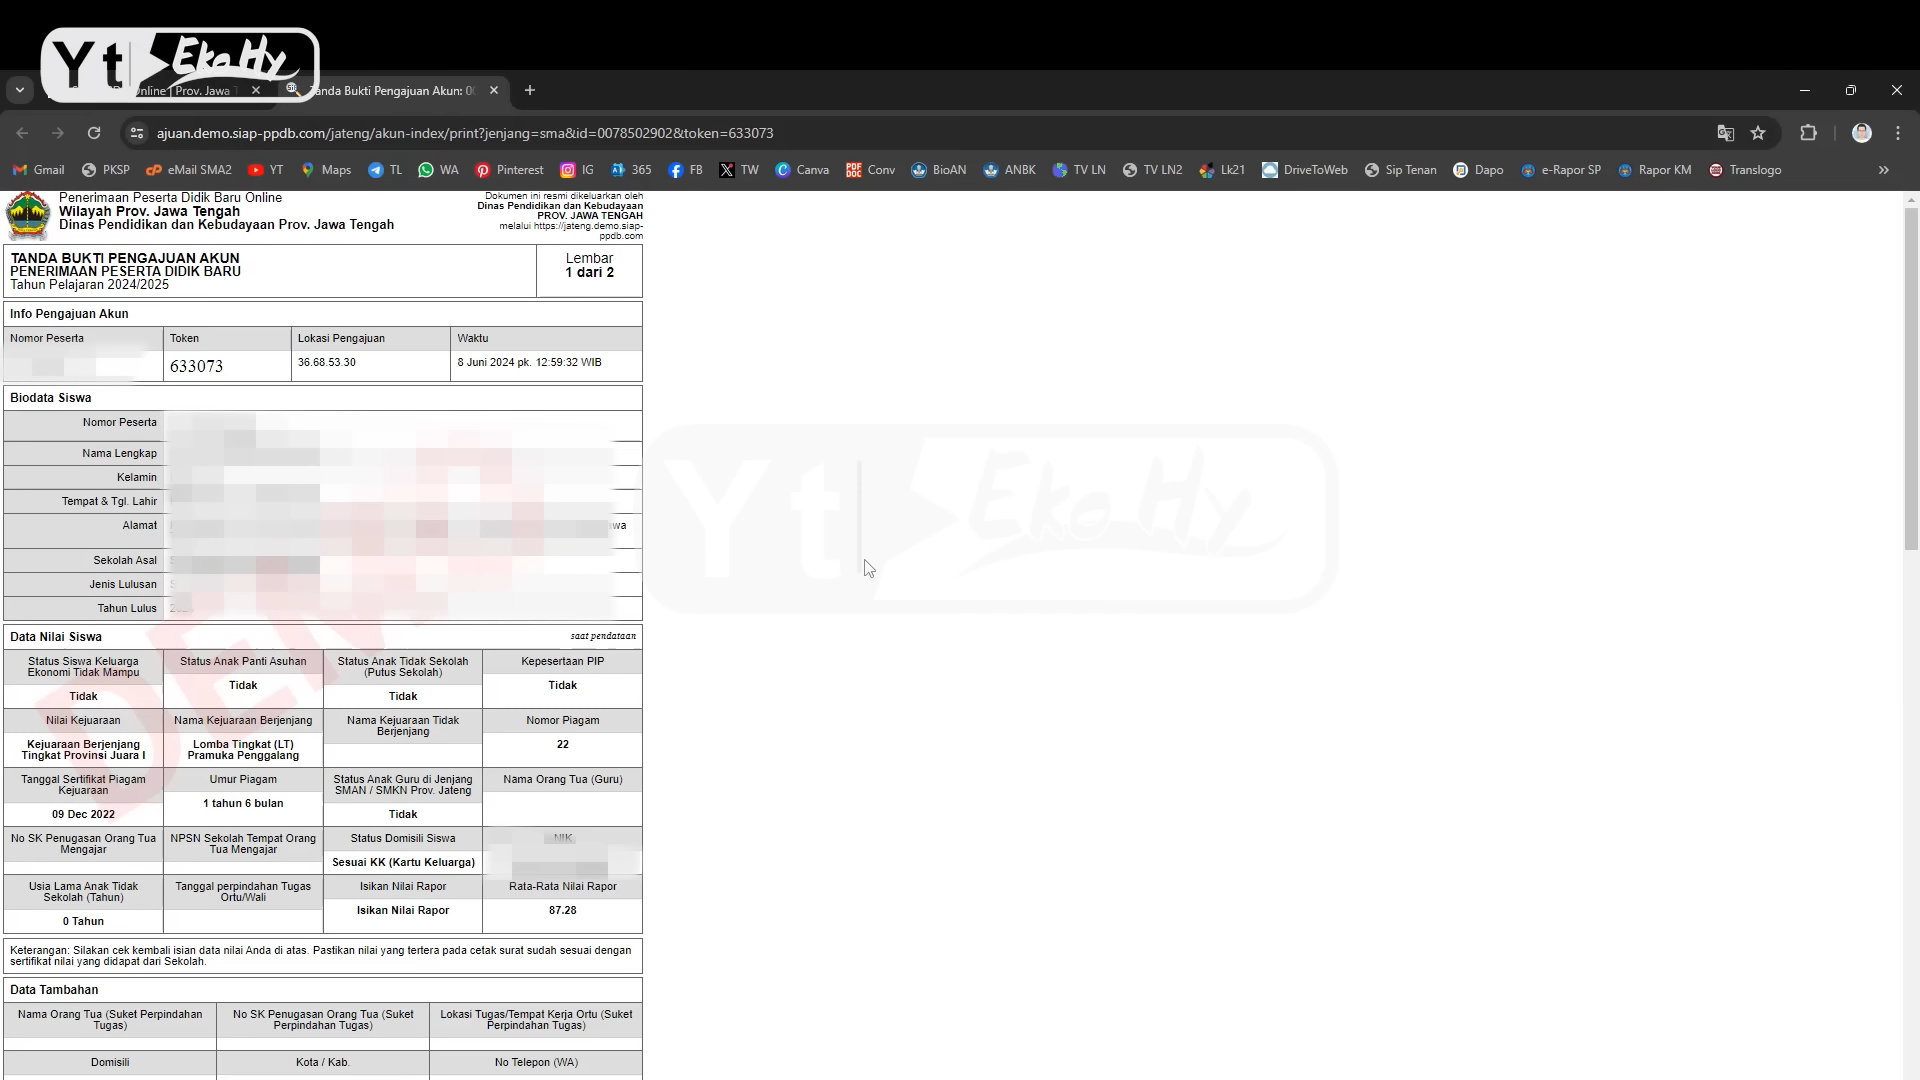 Yt EkoHy
Online | Prov. Jawa T
Tanda Bukti Pengajuan Akun: 00
ajuan.demo.siap-ppdb.com/jateng/akun-index/print?jenjang=sma&id=0078502902&token=633073
Gmail PKSP eMail SMA2 YT Maps TL WA Pinterest IG 365 FB TW Canva Conv BioAN ANBK TV LN TV LN2 Lk21 DriveToWeb Sip Tenan Dapo e-Rapor SP Rapor KM Translogo
Penerimaan Peserta Didik Baru Online
Wilayah Prov. Jawa Tengah
Dinas Pendidikan dan Kebudayaan Prov. Jawa Tengah
Dokumen ini resmi dikeluarkan oleh
Dinas Pendidikan dan Kebudayaan
PROV. JAWA TENGAH
melalui https://jateng.demo.siap-
ppdb.com
TANDA BUKTI PENGAJUAN AKUN
PENERIMAAN PESERTA DIDIK BARU
Tahun Pelajaran 2024/2025
Lembar
1 dari 2
Info Pengajuan Akun
Nomor Peserta Token Lokasi Pengajuan Waktu
633073 36.68.53.30 8 Juni 2024 pk. 12:59:32 WIB
Biodata Siswa
Nomor Peserta
Nama Lengkap
Kelamin
Tempat & Tgl. Lahir
Alamat
Sekolah Asal
Jenis Lulusan
Tahun Lulus
DEMO
Yt EkoHy
Data Nilai Siswa saat pendataan
Status Siswa Keluarga
Ekonomi Tidak Mampu
Tidak
Status Anak Panti Asuhan
Tidak
Status Anak Tidak Sekolah
(Putus Sekolah)
Tidak
Kepesertaan PIP
Tidak
Nilai Kejuaraan
Kejuaraan Berjenjang
Tingkat Provinsi Juara I
Nama Kejuaraan Berjenjang
Lomba Tingkat (LT)
Pramuka Penggalang
Nama Kejuaraan Tidak
Berjenjang
Nomor Piagam
22
Tanggal Sertifikat Piagam
Kejuaraan
09 Dec 2022
Umur Piagam
1 tahun 6 bulan
Status Anak Guru di Jenjang
SMAN / SMKN Prov. Jateng
Tidak
Nama Orang Tua (Guru)
No SK Penugasan Orang Tua
Mengajar
NPSN Sekolah Tempat Orang
Tua Mengajar
Status Domisili Siswa
Sesuai KK (Kartu Keluarga)
NIK
Usia Lama Anak Tidak
Sekolah (Tahun)
0 Tahun
Tanggal perpindahan Tugas
Ortu/Wali
Isikan Nilai Rapor
Isikan Nilai Rapor
Rata-Rata Nilai Rapor
87.28
Keterangan: Silakan cek kembali isian data nilai Anda di atas. Pastikan nilai yang tertera pada cetak surat sudah sesuai dengan
sertifikat nilai yang didapat dari Sekolah.
Data Tambahan
Nama Orang Tua (Suket Perpindahan
Tugas)
No SK Penugasan Orang Tua (Suket
Perpindahan Tugas)
Lokasi Tugas/Tempat Kerja Ortu (Suket
Perpindahan Tugas)
Domisili Kota / Kab. No Telepon (WA)